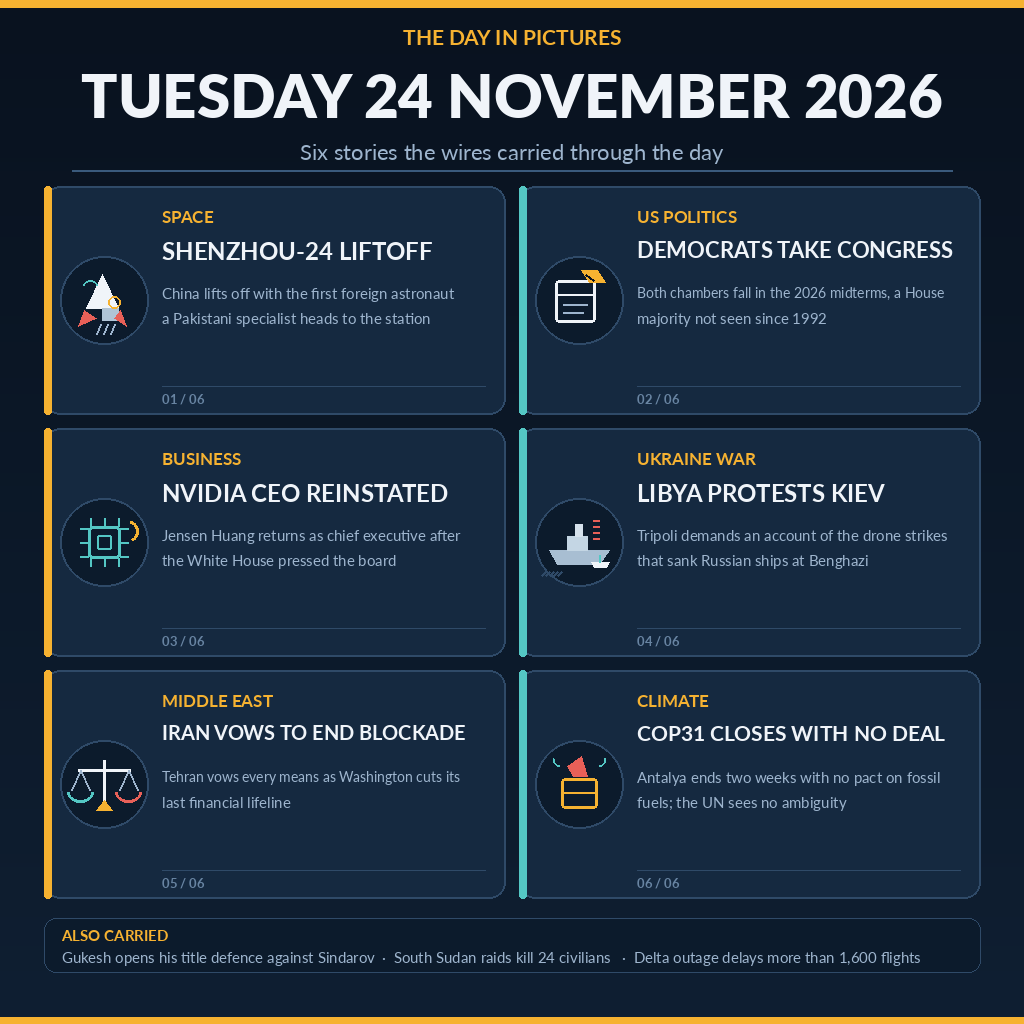 THE DAY IN PICTURES
TUESDAY 24 NOVEMBER 2026
Six stories the wires carried through the day
SPACE
SHENZHOU-24 LIFTOFF
China lifts off with the first foreign astronaut
a Pakistani specialist heads to the station
01 / 06
US POLITICS
DEMOCRATS TAKE CONGRESS
Both chambers fall in the 2026 midterms, a House
majority not seen since 1992
02 / 06
BUSINESS
NVIDIA CEO REINSTATED
Jensen Huang returns as chief executive after
the White House pressed the board
03 / 06
UKRAINE WAR
LIBYA PROTESTS KIEV
Tripoli demands an account of the drone strikes
that sank Russian ships at Benghazi
04 / 06
MIDDLE EAST
IRAN VOWS TO END BLOCKADE
Tehran vows every means as Washington cuts its
last financial lifeline
05 / 06
CLIMATE
COP31 CLOSES WITH NO DEAL
Antalya ends two weeks with no pact on fossil
fuels; the UN sees no ambiguity
06 / 06
ALSO CARRIED
Gukesh opens his title defence against Sindarov · South Sudan raids kill 24 civilians · Delta outage delays more than 1,600 flights